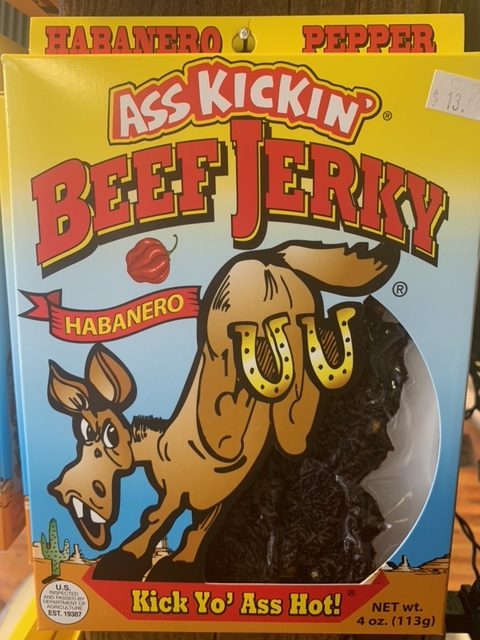 HABANERO PEPPER
$ 13.
ASS KICKIN'®
BEEF JERKY
®
HABANERO
Kick Yo' Ass Hot!®
U.S.
INSPECTED
AND PASSED BY
DEPARTMENT OF
AGRICULTURE
EST. 19387
NET wt.
4 oz. (113g)